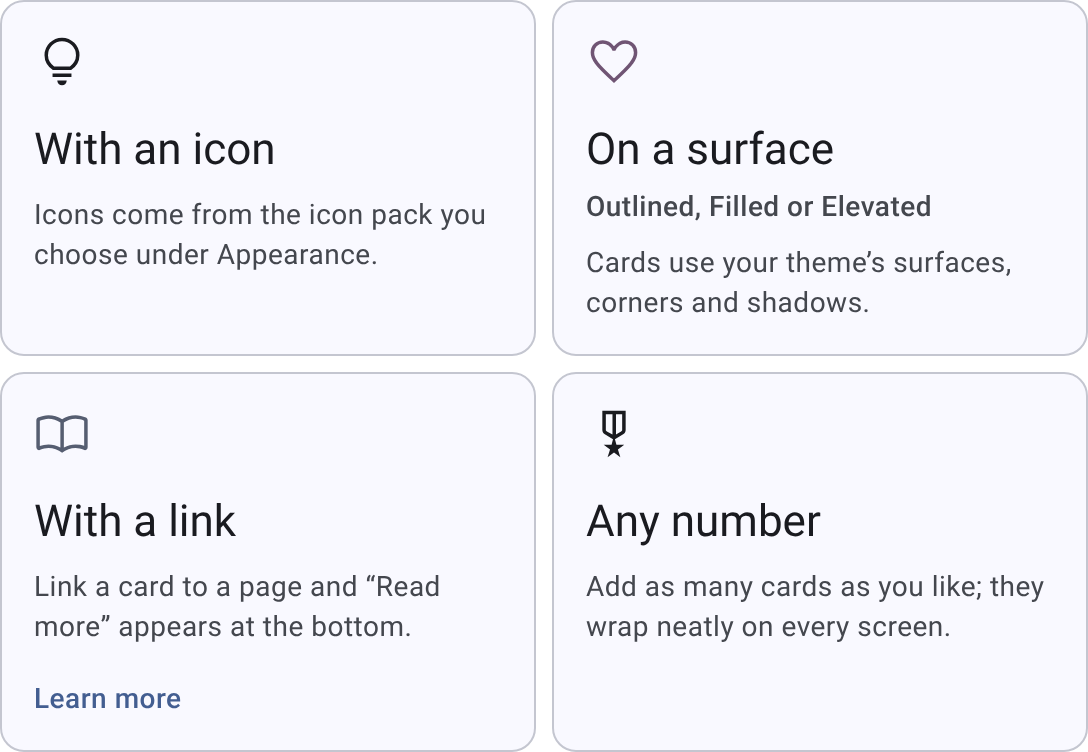 With an icon
Icons come from the icon pack you
choose under Appearance.
On a surface
Outlined, Filled or Elevated
Cards use your theme’s surfaces,
corners and shadows.
With a link
Link a card to a page and “Read
more” appears at the bottom.
Learn more
Any number
Add as many cards as you like; they
wrap neatly on every screen.